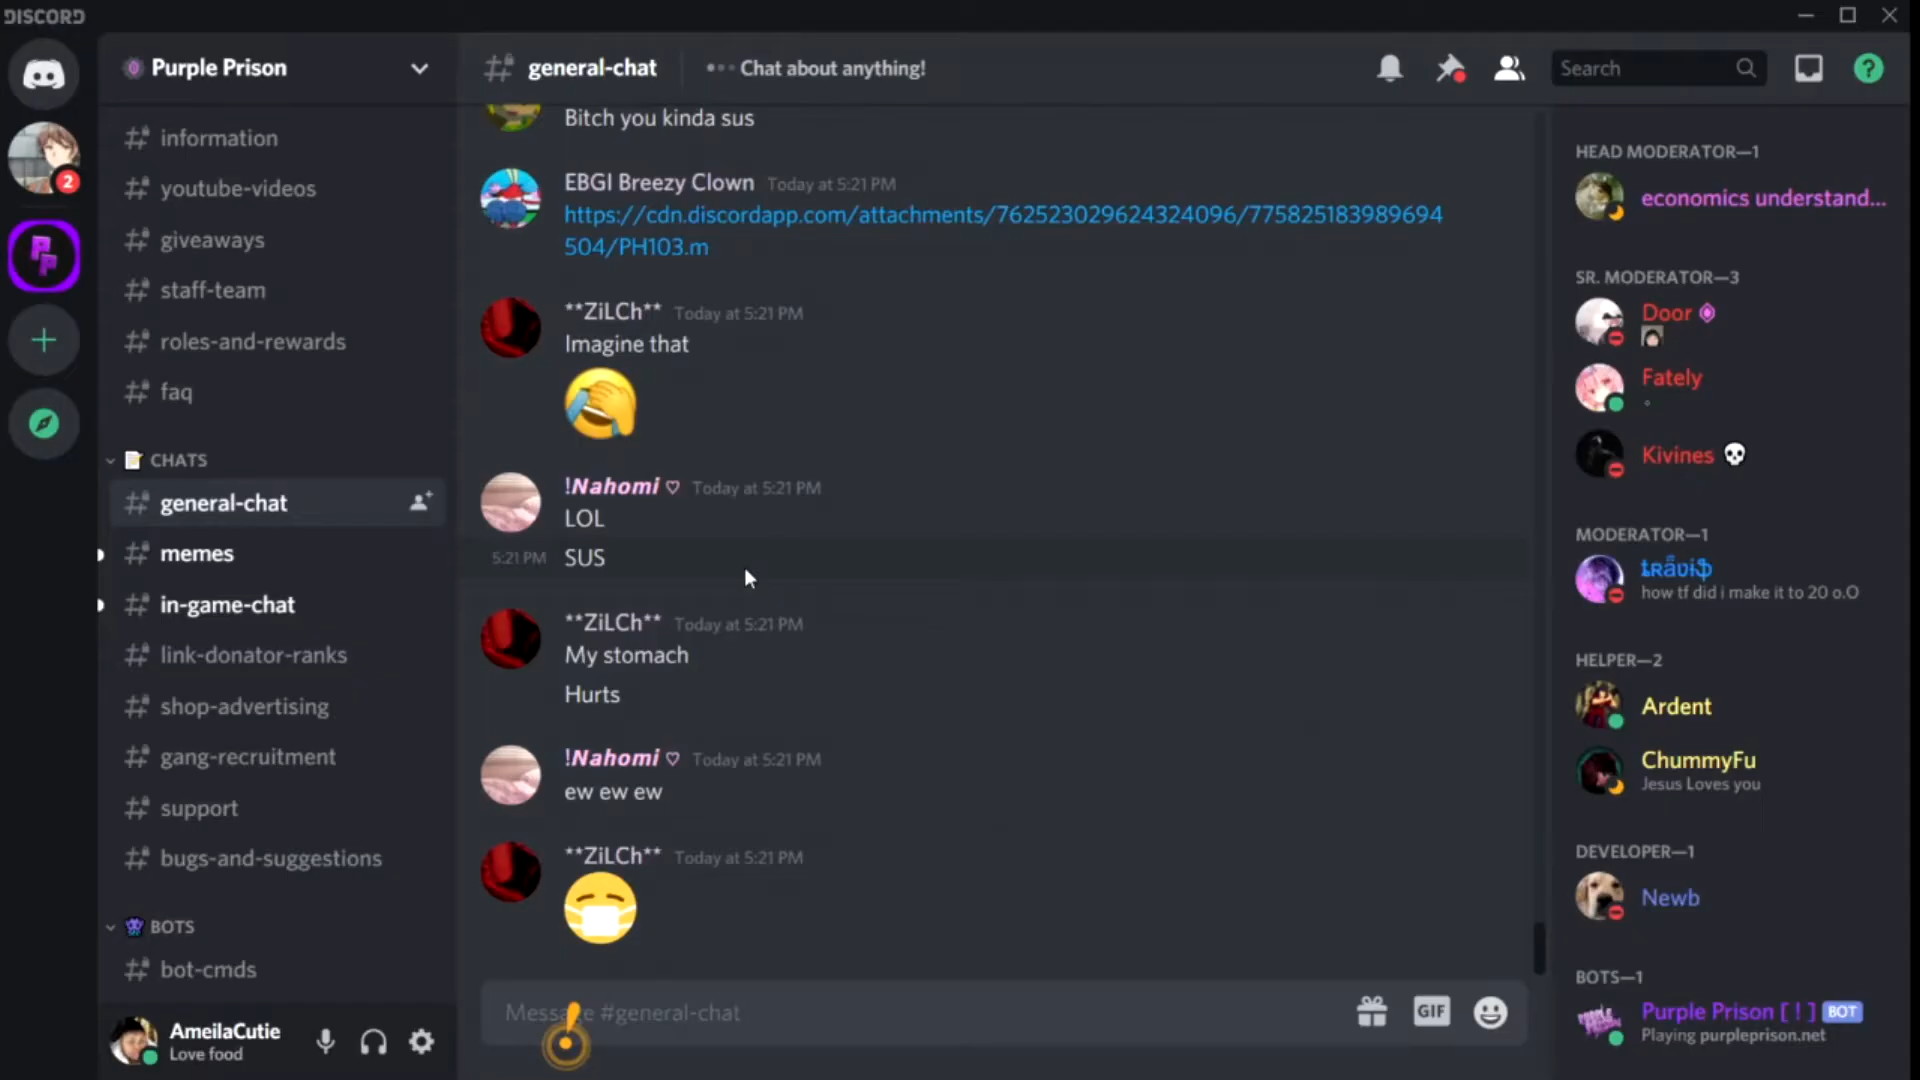 DISCORD
Purple Prison
general-chat
Chat about anything!
Search
2
information
youtube-videos
giveaways
staff-team
roles-and-rewards
faq
CHATS
general-chat
memes
in-game-chat
link-donator-ranks
shop-advertising
gang-recruitment
support
bugs-and-suggestions
BOTS
bot-cmds
AmeilaCutie
Love food
Bitch you kinda sus
EBGI Breezy Clown Today at 5:21 PM
https://cdn.discordapp.com/attachments/762523029624324096/775825183989694
504/PH103.m
**ZiLCh** Today at 5:21 PM
Imagine that
!Nahomi ♡ Today at 5:21 PM
LOL
5:21 PM SUS
**ZiLCh** Today at 5:21 PM
My stomach
Hurts
!Nahomi ♡ Today at 5:21 PM
ew ew ew
**ZiLCh** Today at 5:21 PM
Message #general-chat
GIF
HEAD MODERATOR—1
economics understand...
SR. MODERATOR—3
Door
Fately
Kivines
MODERATOR—1
how tf did i make it to 20 o.O
HELPER—2
Ardent
ChummyFu
Jesus Loves you
DEVELOPER—1
Newb
BOTS—1
Purple Prison [ ! ] BOT
Playing purpleprison.net